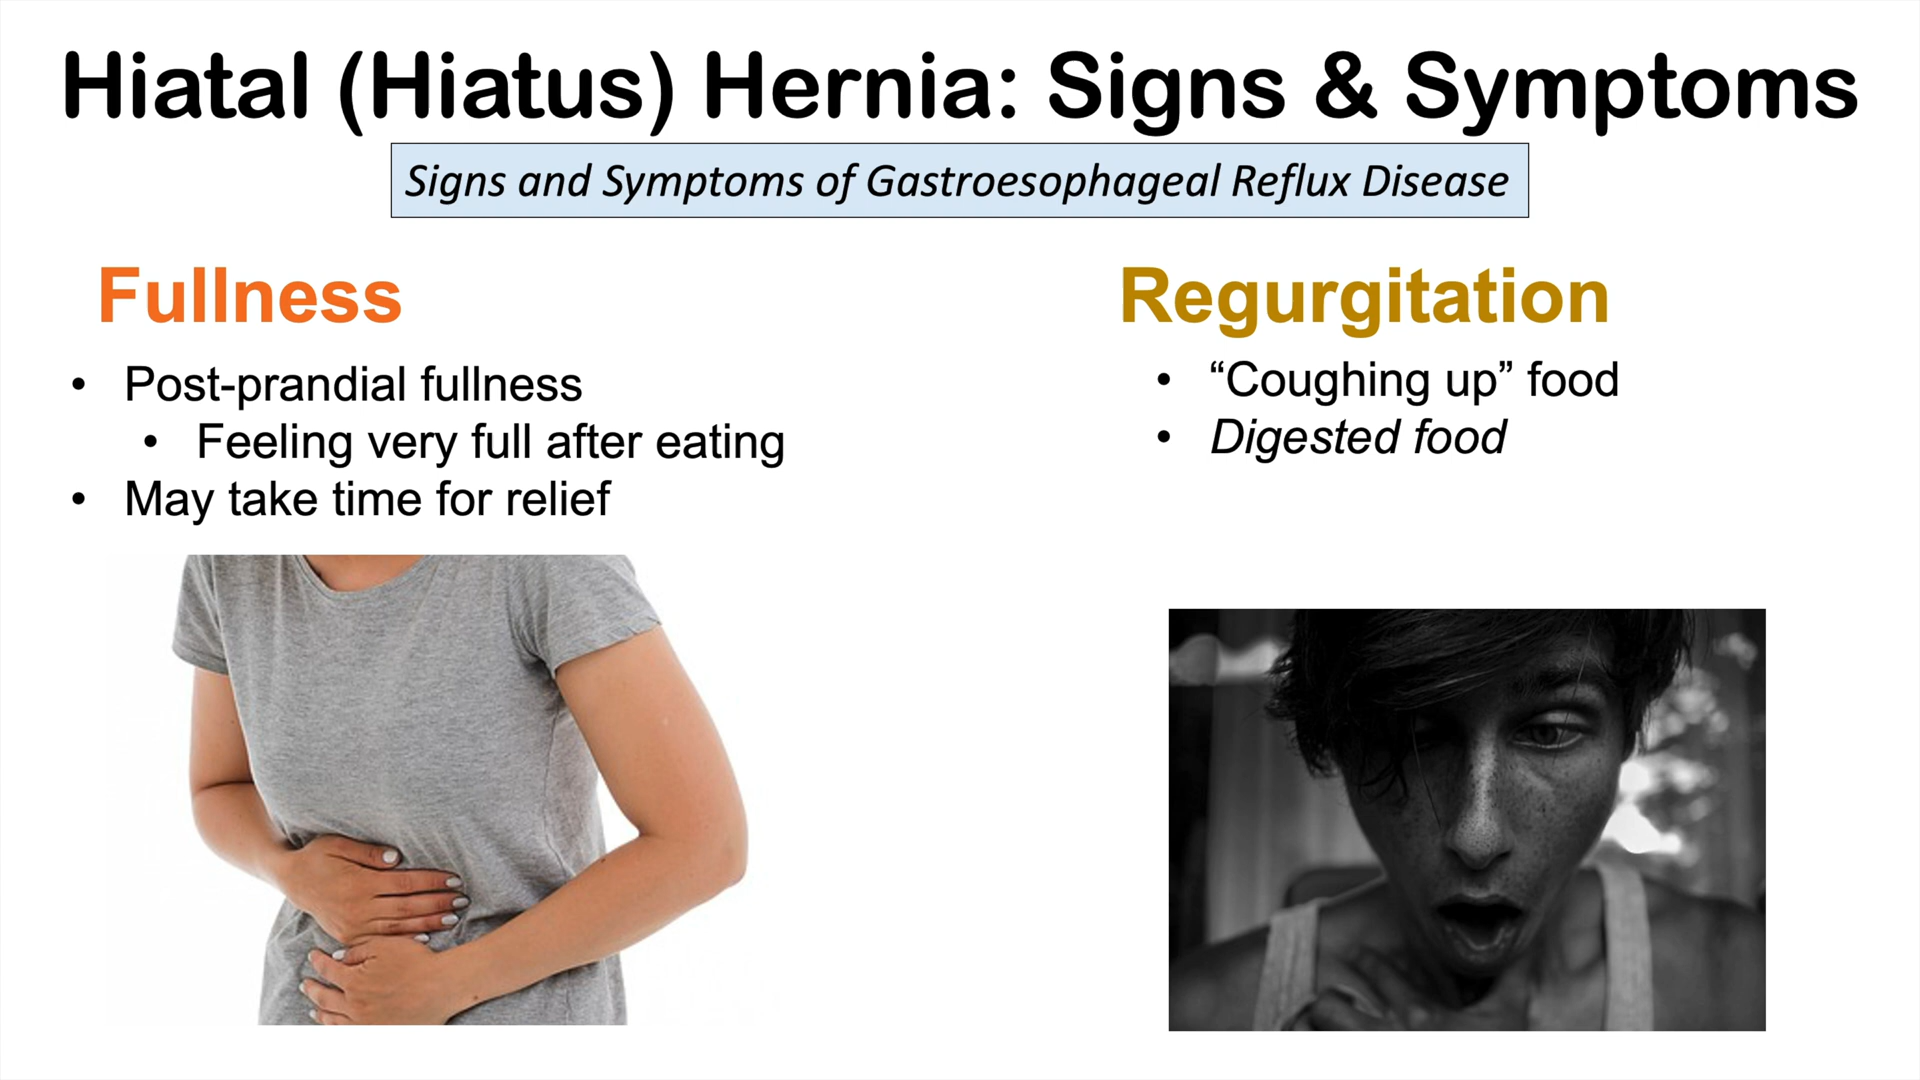 Hiatal (Hiatus) Hernia: Signs & Symptoms
Signs and Symptoms of Gastroesophageal Reflux Disease
Fullness
• Post-prandial fullness
• Feeling very full after eating
• May take time for relief
Regurgitation
• “Coughing up” food
• Digested food